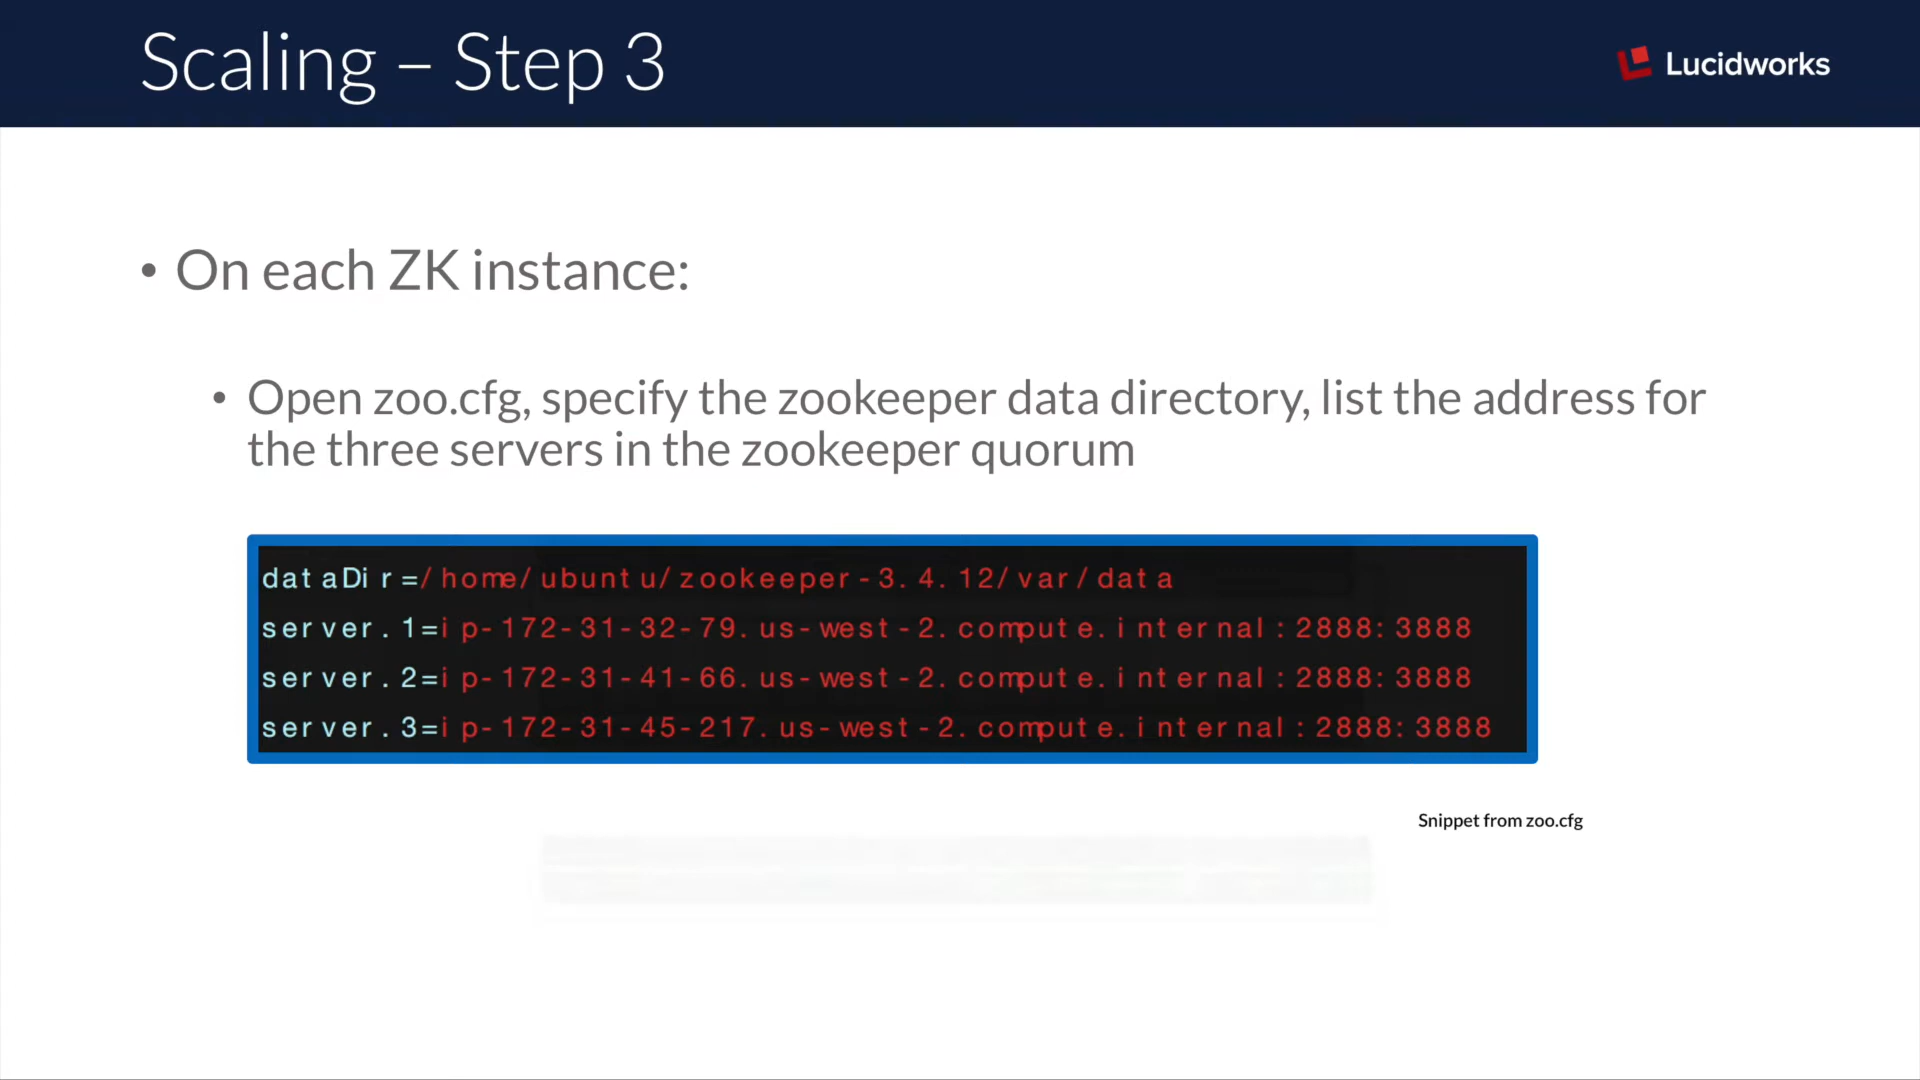 Scaling – Step 3
Lucidworks
• On each ZK instance:
• Open zoo.cfg, specify the zookeeper data directory, list the address for
the three servers in the zookeeper quorum
dataDir=/home/ubuntu/zookeeper-3.4.12/var/data
server.1=ip-172-31-32-79.us-west-2.compute.internal:2888:3888
server.2=ip-172-31-41-66.us-west-2.compute.internal:2888:3888
server.3=ip-172-31-45-217.us-west-2.compute.internal:2888:3888
Snippet from zoo.cfg